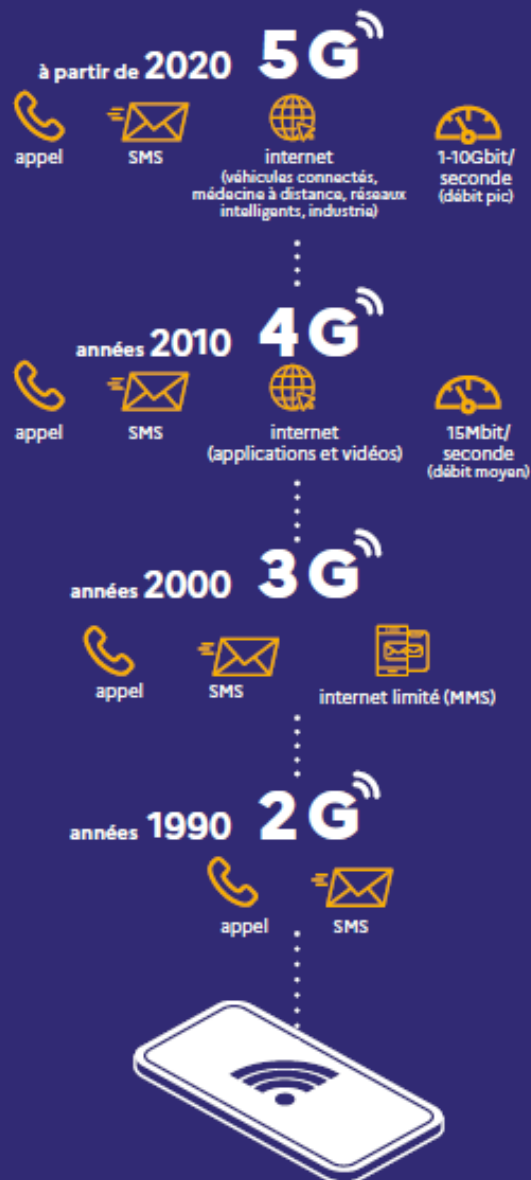 à partir de 2020 5G
appel
SMS
internet
(véhicules connectés,
médecine à distance, réseaux
intelligents, industrie)
1-10Gbit/
seconde
(débit pic)
années 2010 4G
appel
SMS
internet
(applications et vidéos)
15Mbit/
seconde
(débit moyen)
années 2000 3G
appel
SMS
internet limité (MMS)
années 1990 2G
appel
SMS